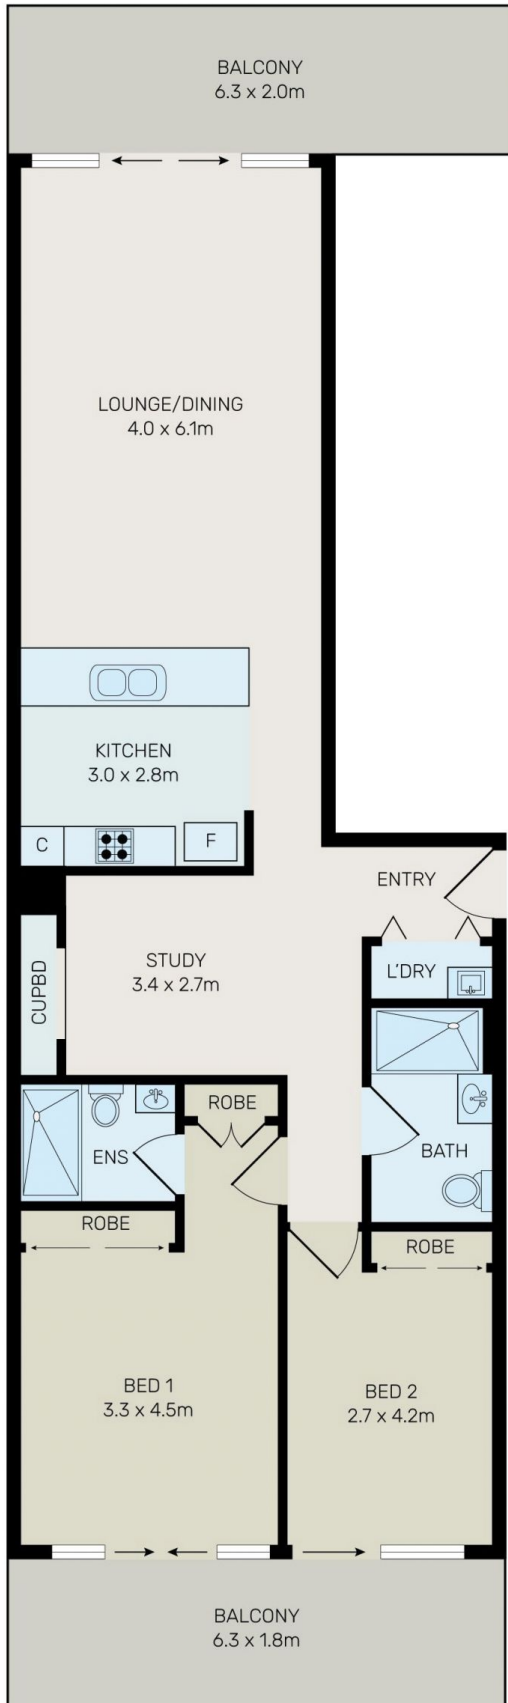 BALCONY
6.3 x 2.0m
LOUNGE/DINING
4.0 x 6.1m
KITCHEN
3.0 x 2.8m
C
F
ENTRY
STUDY
3.4 x 2.7m
CUPBD
L'DRY
ROBE
ENS
BATH
ROBE
ROBE
BED 1
3.3 x 4.5m
BED 2
2.7 x 4.2m
BALCONY
6.3 x 1.8m